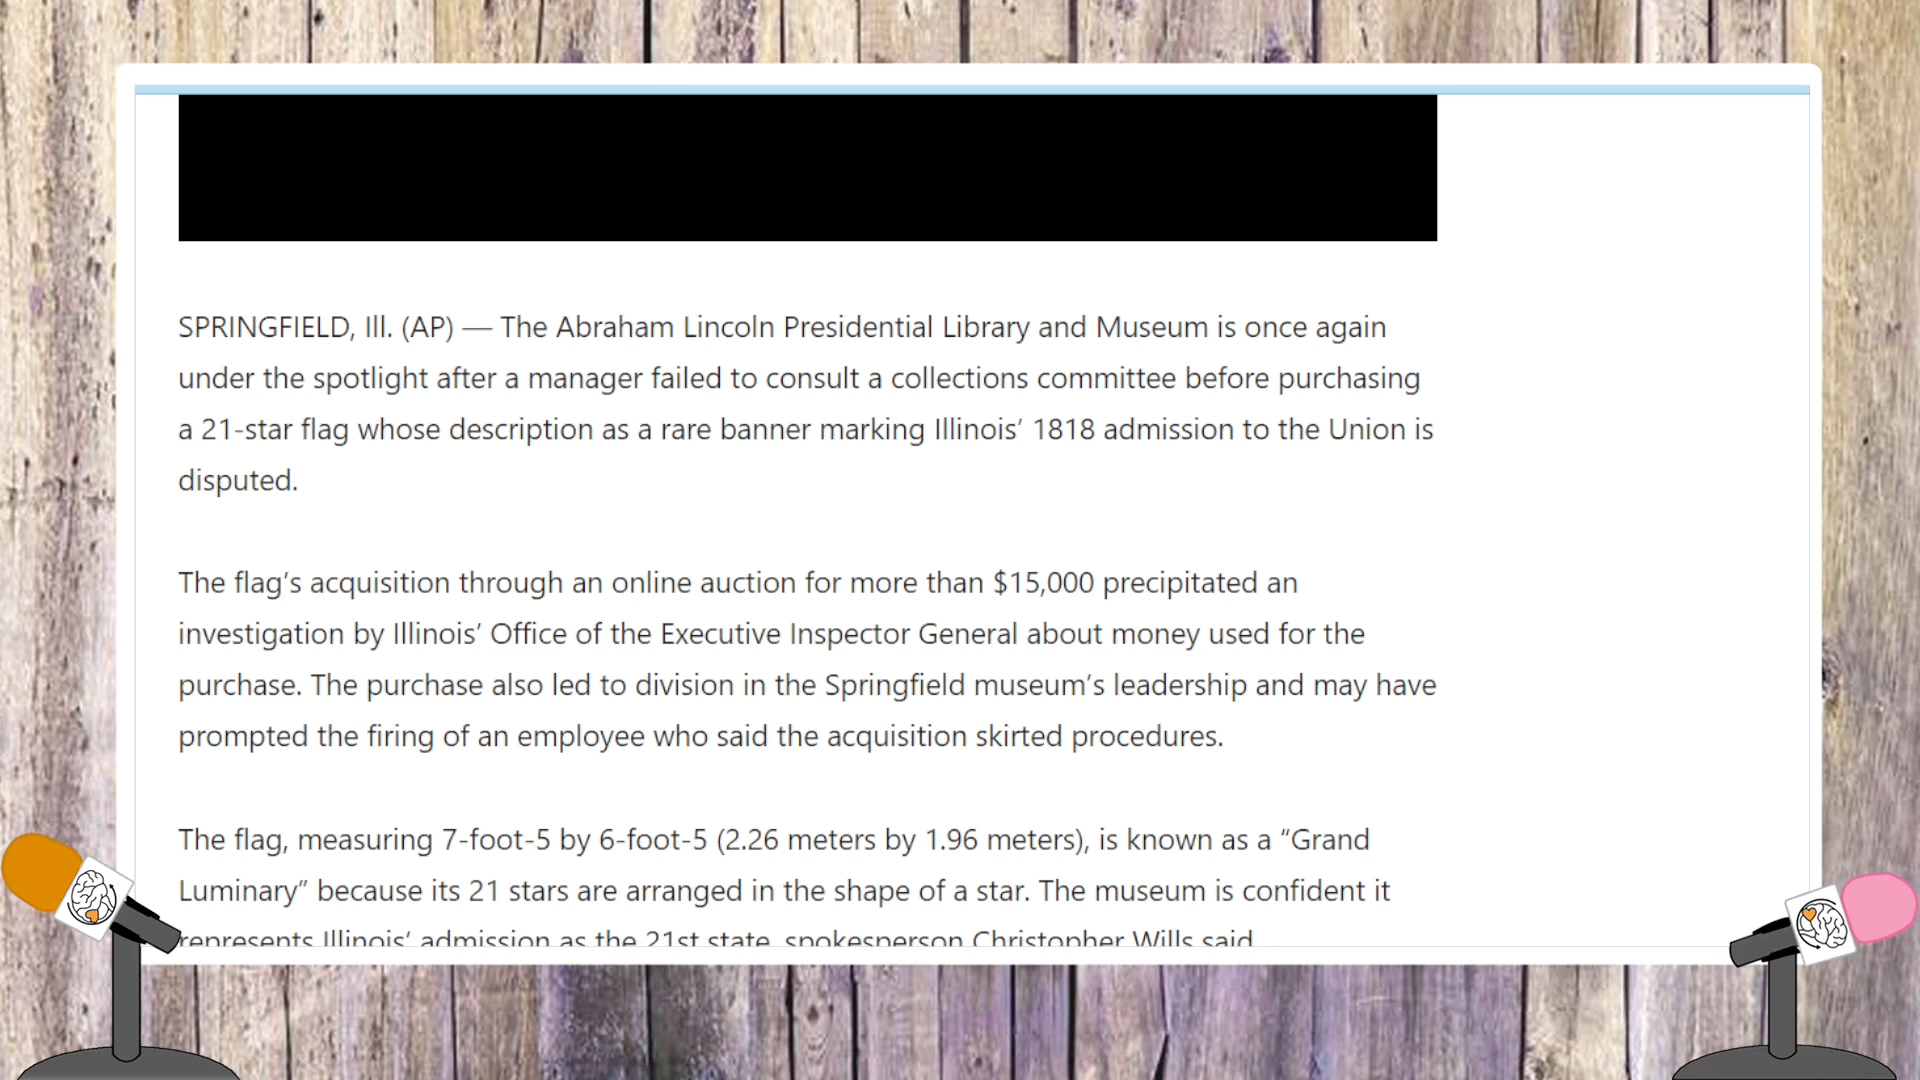 SPRINGFIELD, Ill. (AP) — The Abraham Lincoln Presidential Library and Museum is once again
under the spotlight after a manager failed to consult a collections committee before purchasing
a 21-star flag whose description as a rare banner marking Illinois’ 1818 admission to the Union is
disputed.
The flag’s acquisition through an online auction for more than $15,000 precipitated an
investigation by Illinois’ Office of the Executive Inspector General about money used for the
purchase. The purchase also led to division in the Springfield museum’s leadership and may have
prompted the firing of an employee who said the acquisition skirted procedures.
The flag, measuring 7-foot-5 by 6-foot-5 (2.26 meters by 1.96 meters), is known as a “Grand
Luminary” because its 21 stars are arranged in the shape of a star. The museum is confident it
represents Illinois’ admission as the 21st state, spokesperson Christopher Wills said.